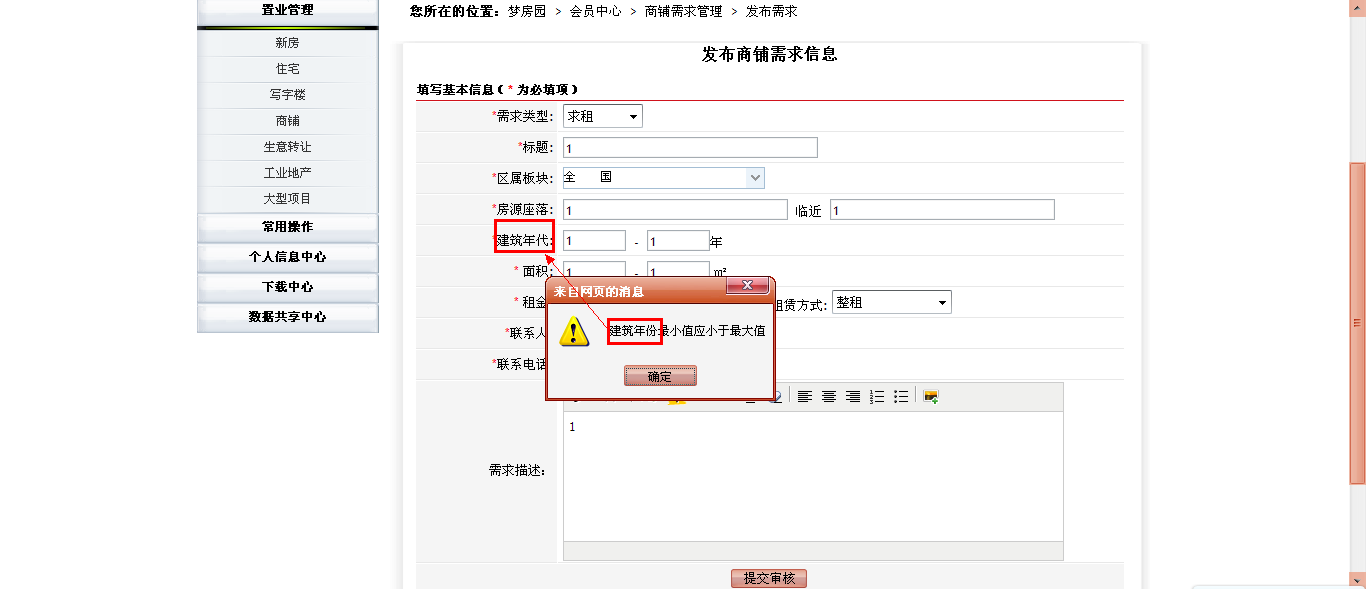 置业管理
新房
住宅
写字楼
商铺
生意转让
工业地产
大型项目
常用操作
个人信息中心
下载中心
数据共享中心
您所在的位置： 梦房园 > 会员中心 > 商铺需求管理 > 发布需求
发布商铺需求信息
填写基本信息（ * 为必填项 ）
*需求类型： 求租
*标题： 1
*区属板块： 全 国
*房源座落： 1 临近 1
建筑年代： 1 - 1 年
* 面积： 1 - 1 m²
* 租金
租赁方式： 整租
*联系人
*联系电话
来自网页的消息
建筑年份最小值应小于最大值
确定
需求描述：
1
提交审核